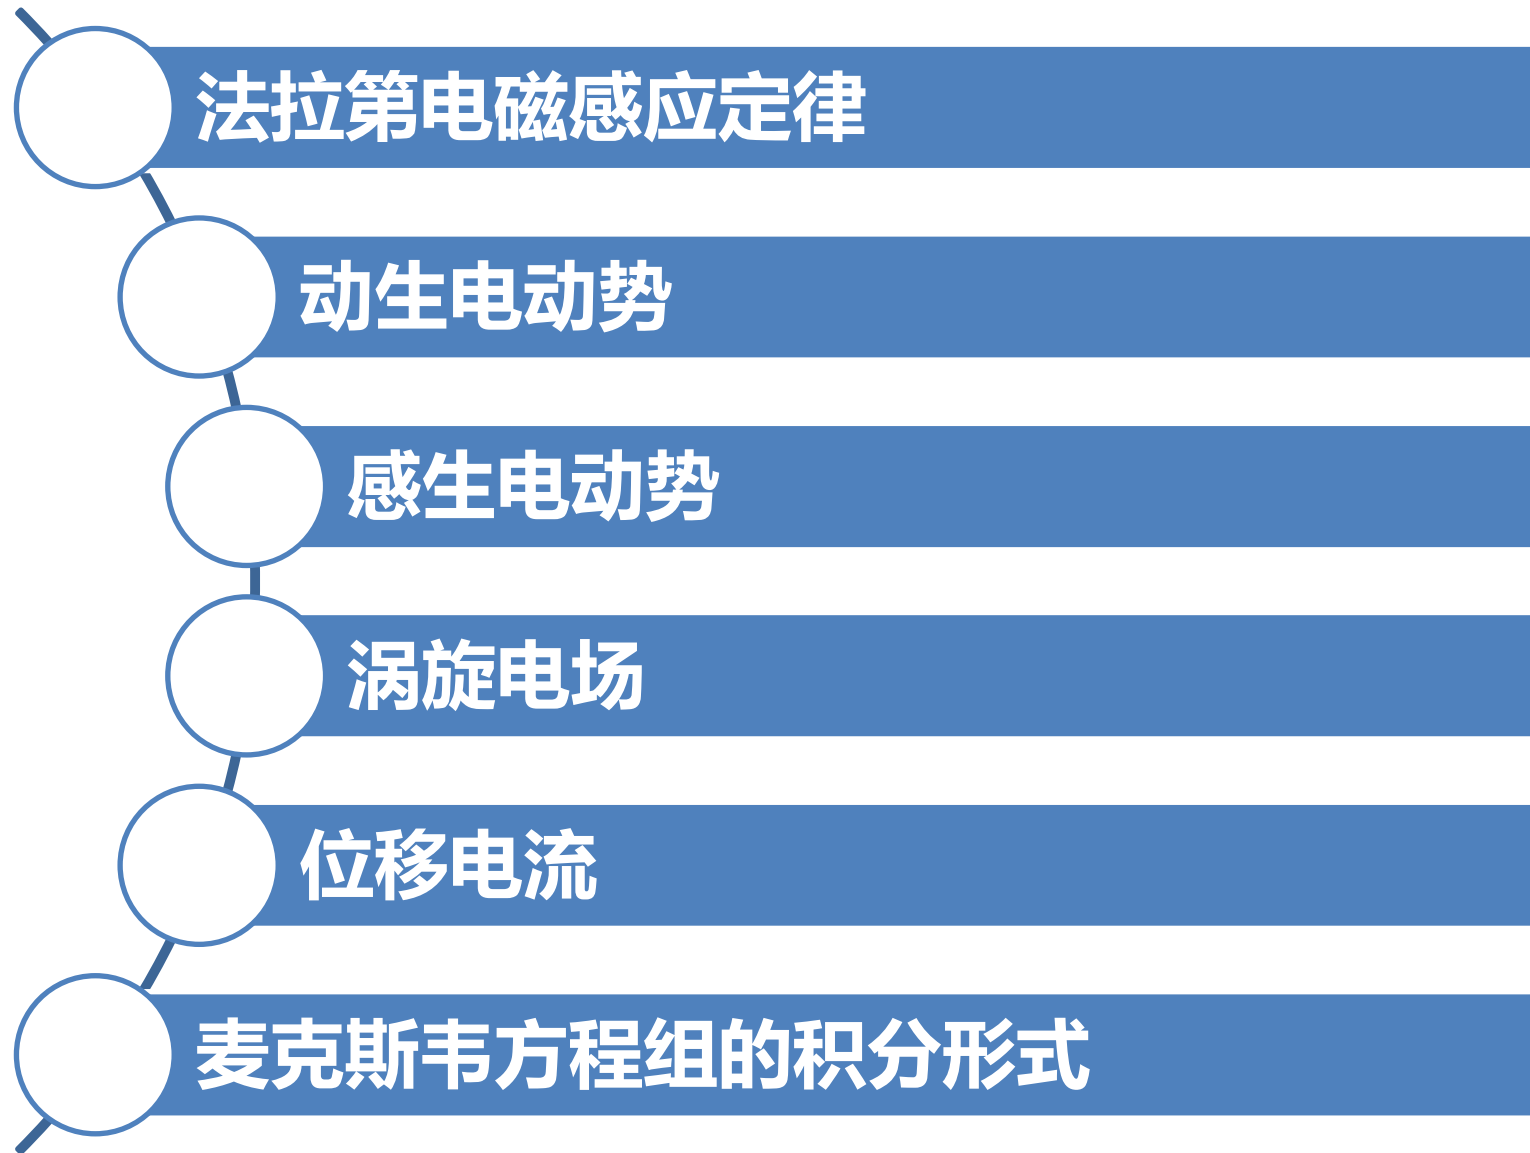 法拉第电磁感应定律
动生电动势
感生电动势
涡旋电场
位移电流
麦克斯韦方程组的积分形式